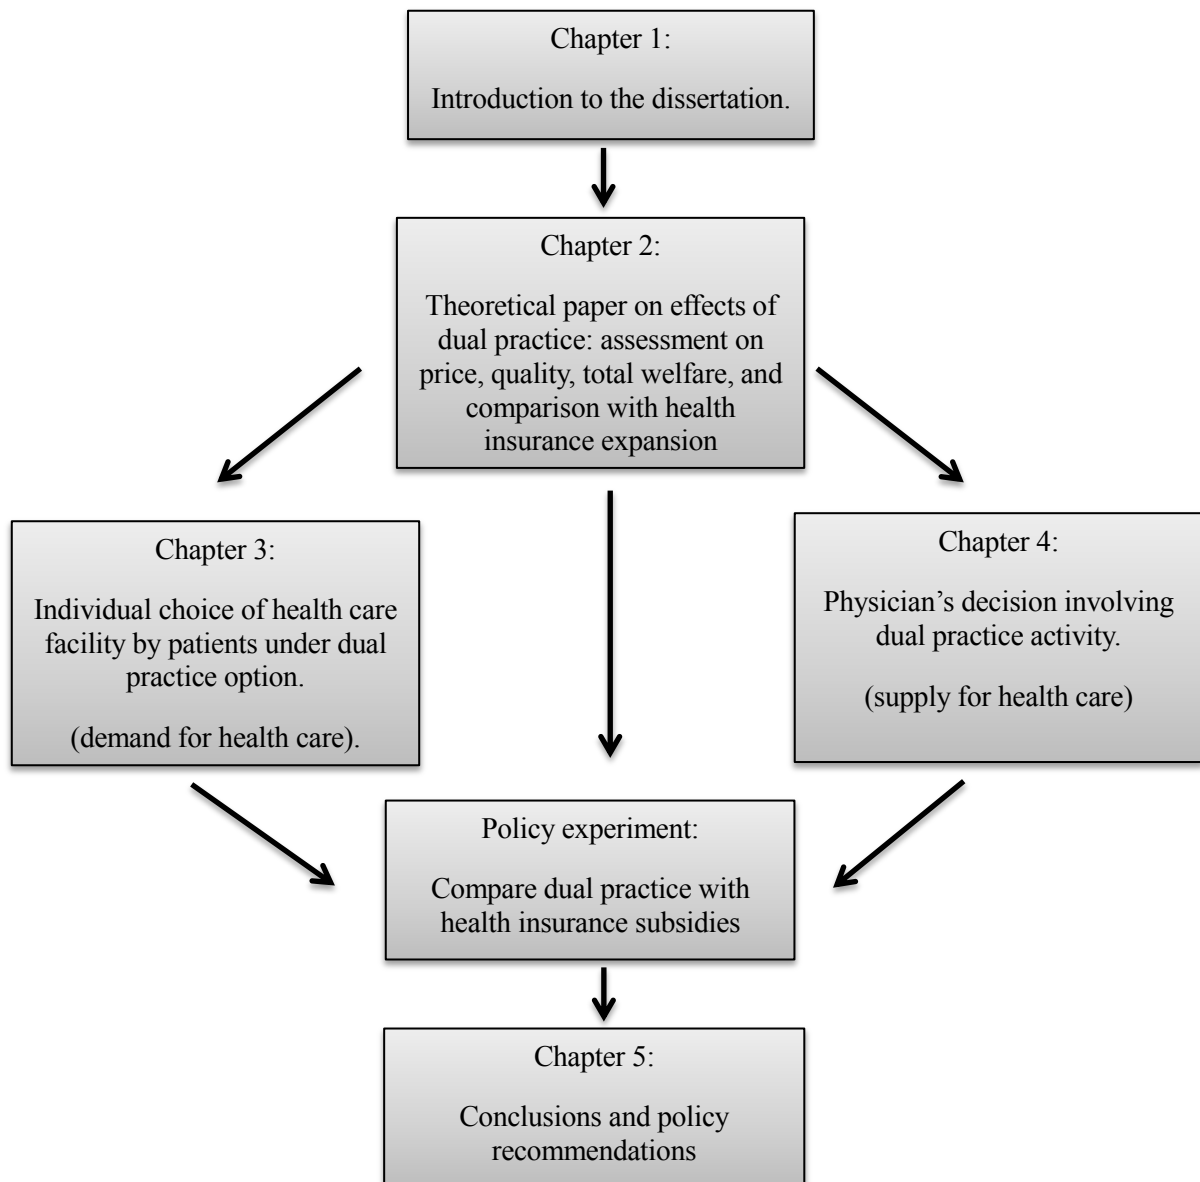 Chapter 1:
Introduction to the dissertation.
Chapter 2:
Theoretical paper on effects of
dual practice: assessment on
price, quality, total welfare, and
comparison with health
insurance expansion
Chapter 3:
Individual choice of health care
facility by patients under dual
practice option.
(demand for health care).
Chapter 4:
Physician’s decision involving
dual practice activity.
(supply for health care)
Policy experiment:
Compare dual practice with
health insurance subsidies
Chapter 5:
Conclusions and policy
recommendations